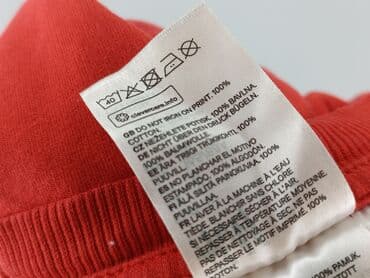 40
clevercare.info
GB DO NOT IRON ON PRINT. 100%
COTTON.
CZ NEŽEHLETE POTISK. 100% BAVLNA.
DE NICHT ÜBER DEN DRUCK BÜGELN.
100% BAUMWOLLE.
EE ÄRA TRIIGI TRÜKKOHTI. 100%
PUUVILL.
ES NO PLANCHAR EL MOTIVO
100% ALGODÓN.
FI ÄLÄ SILITÄ PAINOKUVAA. 100%
PUUVILLAA.
LAVER À LA MACHINE À L'EAU
TIÈDE. BLANCHIR SANS CHLORE
SI NÉCESSAIRE. SÉCHER À L'AIR.
REPASSER À TEMPÉRATURE MOYENNE.
PAS DE NETTOYAGE À SEC. NE PAS
REPASSER LE MOTIF IMPRIMÉ. 100%
COTON
100% PAMUK.